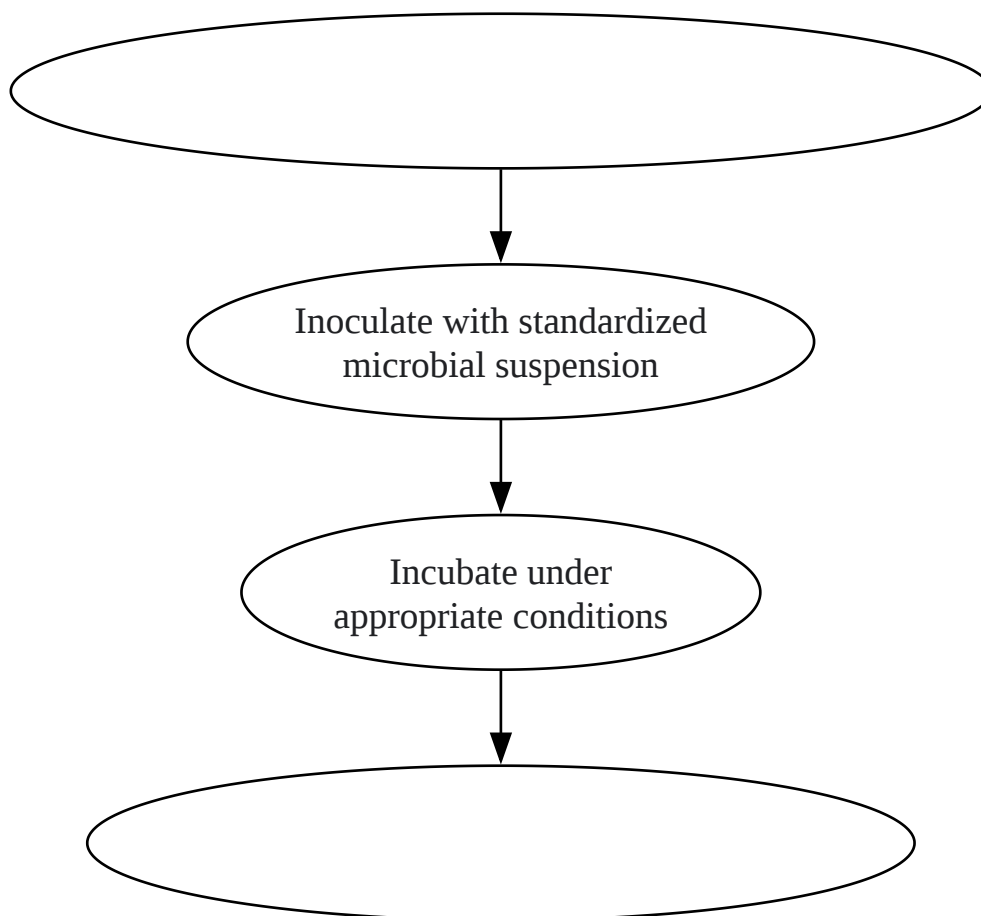 Inoculate with standardized
microbial suspension
Incubate under
appropriate conditions